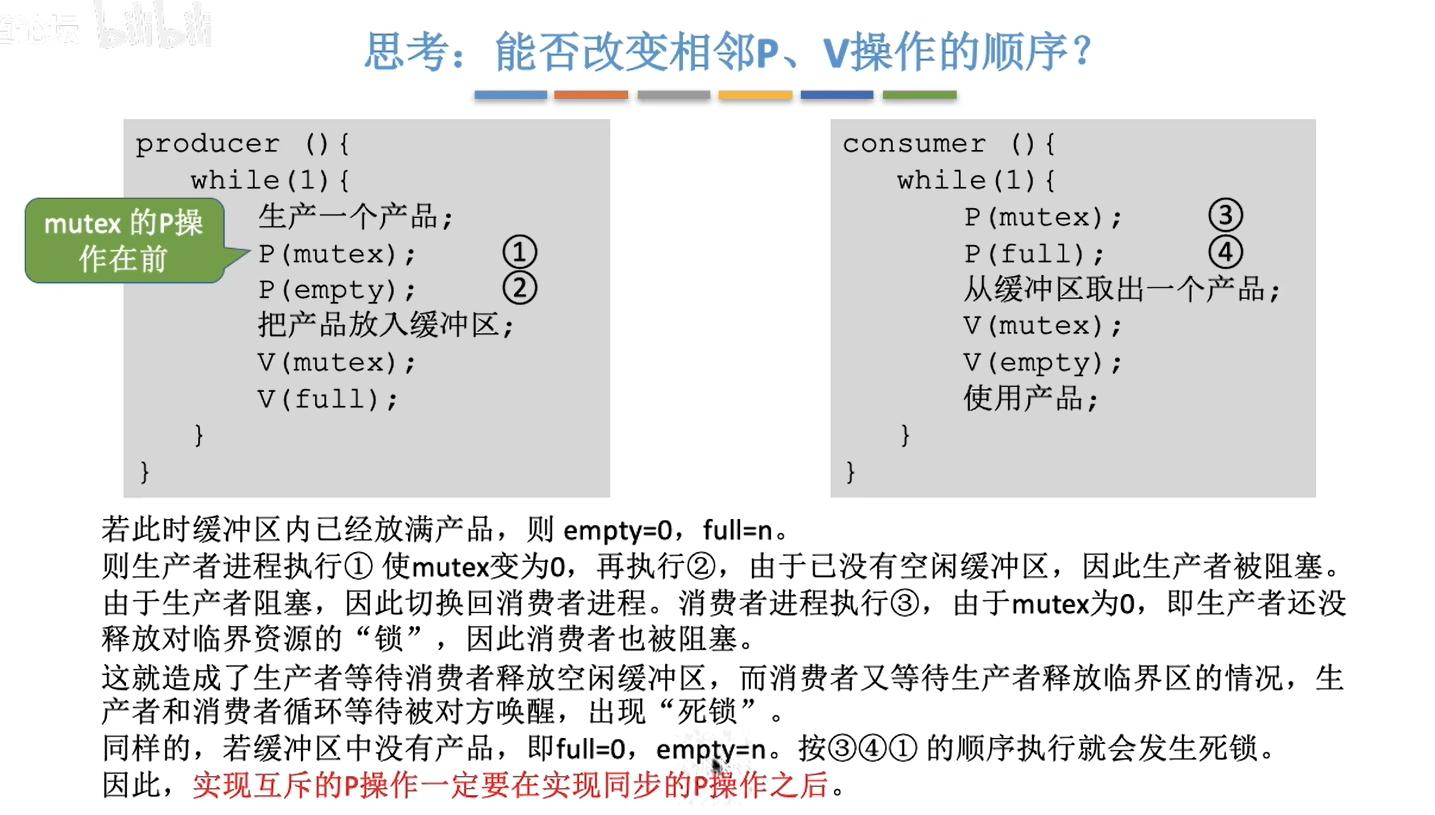 bilibili
思考：能否改变相邻P、V操作的顺序？
producer (){
while(1){
生产一个产品;
P(mutex); ①
P(empty); ②
把产品放入缓冲区;
V(mutex);
V(full);
}
}
mutex 的P操
作在前
consumer (){
while(1){
P(mutex); ③
P(full); ④
从缓冲区取出一个产品;
V(mutex);
V(empty);
使用产品;
}
}
若此时缓冲区内已经放满产品，则 empty=0，full=n。
则生产者进程执行① 使mutex变为0，再执行②，由于已没有空闲缓冲区，因此生产者被阻塞。
由于生产者阻塞，因此切换回消费者进程。消费者进程执行③，由于mutex为0，即生产者还没
释放对临界资源的“锁”，因此消费者也被阻塞。
这就造成了生产者等待消费者释放空闲缓冲区，而消费者又等待生产者释放临界区的情况，生
产者和消费者循环等待被对方唤醒，出现“死锁”。
同样的，若缓冲区中没有产品，即full=0，empty=n。按③④① 的顺序执行就会发生死锁。
因此，实现互斥的P操作一定要在实现同步的P操作之后。